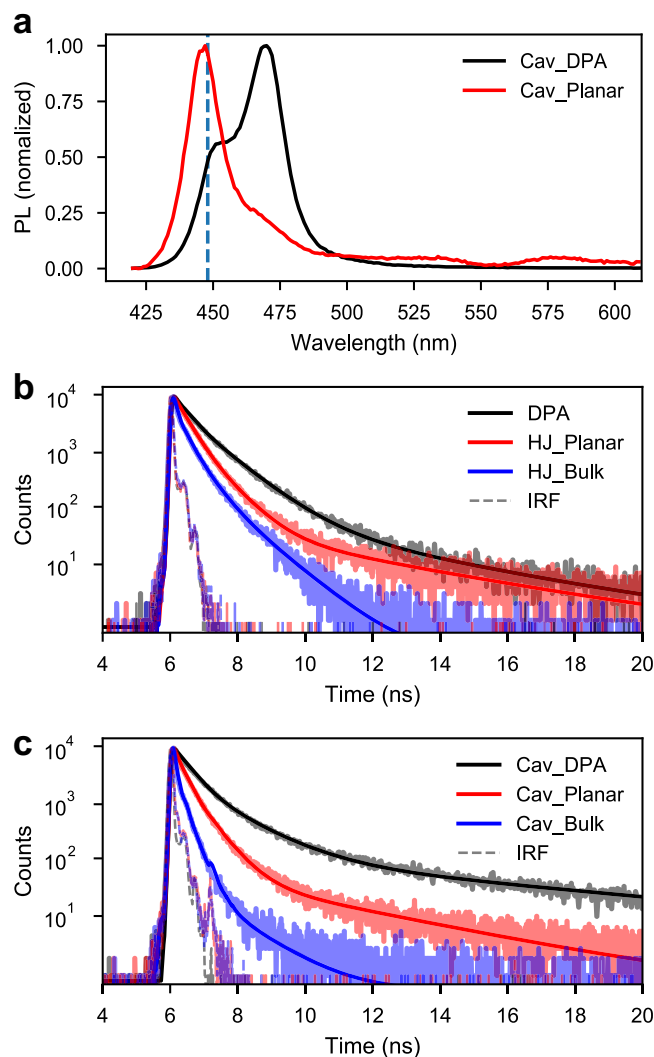 a
1.00
0.75
0.50
0.25
0.00
PL (nomalized)
Cav_DPA
Cav_Planar
425 450 475 500 525 550 575 600
Wavelength (nm)
b
10^4
10^3
10^2
10^1
Counts
DPA
HJ_Planar
HJ_Bulk
IRF
4 6 8 10 12 14 16 18 20
Time (ns)
c
10^4
10^3
10^2
10^1
Counts
Cav_DPA
Cav_Planar
Cav_Bulk
IRF
4 6 8 10 12 14 16 18 20
Time (ns)